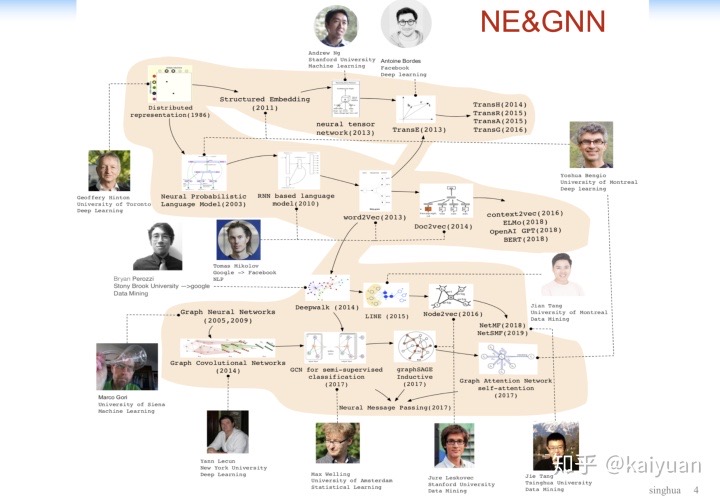 NE&GNN
Andrew Ng
Stanford University
Machine learning
Antoine Bordes
Facebook
Deep learning
Distributed
representation(1986)
Structured Embedding
(2011)
neural tensor
network(2013)
TransE(2013)
TransH(2014)
TransR(2015)
TransA(2015)
TransG(2016)
Geoffery Hinton
University of Toronto
Deep Learning
Yoshua Bengio
University of Montreal
Deep learning
Neural Probabilistic
Language Model(2003)
RNN based language
model(2010)
word2Vec(2013)
Doc2vec(2014)
context2vec(2016)
ELMo(2018)
OpenAI GPT(2018)
BERT(2018)
Bryan Perozzi
Stony Brook University —>google
Data Mining
Tomas Mikolov
Google —> Facebook
NLP
Jian Tang
University of Montreal
Data Mining
Deepwalk (2014)
LINE (2015)
Node2vec(2016)
NetMF(2018)
NetSMF(2019)
Graph Neural Networks
(2005,2009)
Graph Covolutional Networks
(2014)
GCN for semi-supervised
classification
(2017)
graphSAGE
Inductive
(2017)
Graph Attention Network
self-attention
(2017)
Neural Message Passing(2017)
Marco Gori
University of Siena
Machine Learning
Yann Lecun
New York University
Deep Learning
Max Welling
University of Amsterdam
Statistical Learning
Jure Leskovec
Stanford University
Data Mining
Jie Tang
Tsinghua University
Data Mining
知乎 @kaiyuan
singhua 4